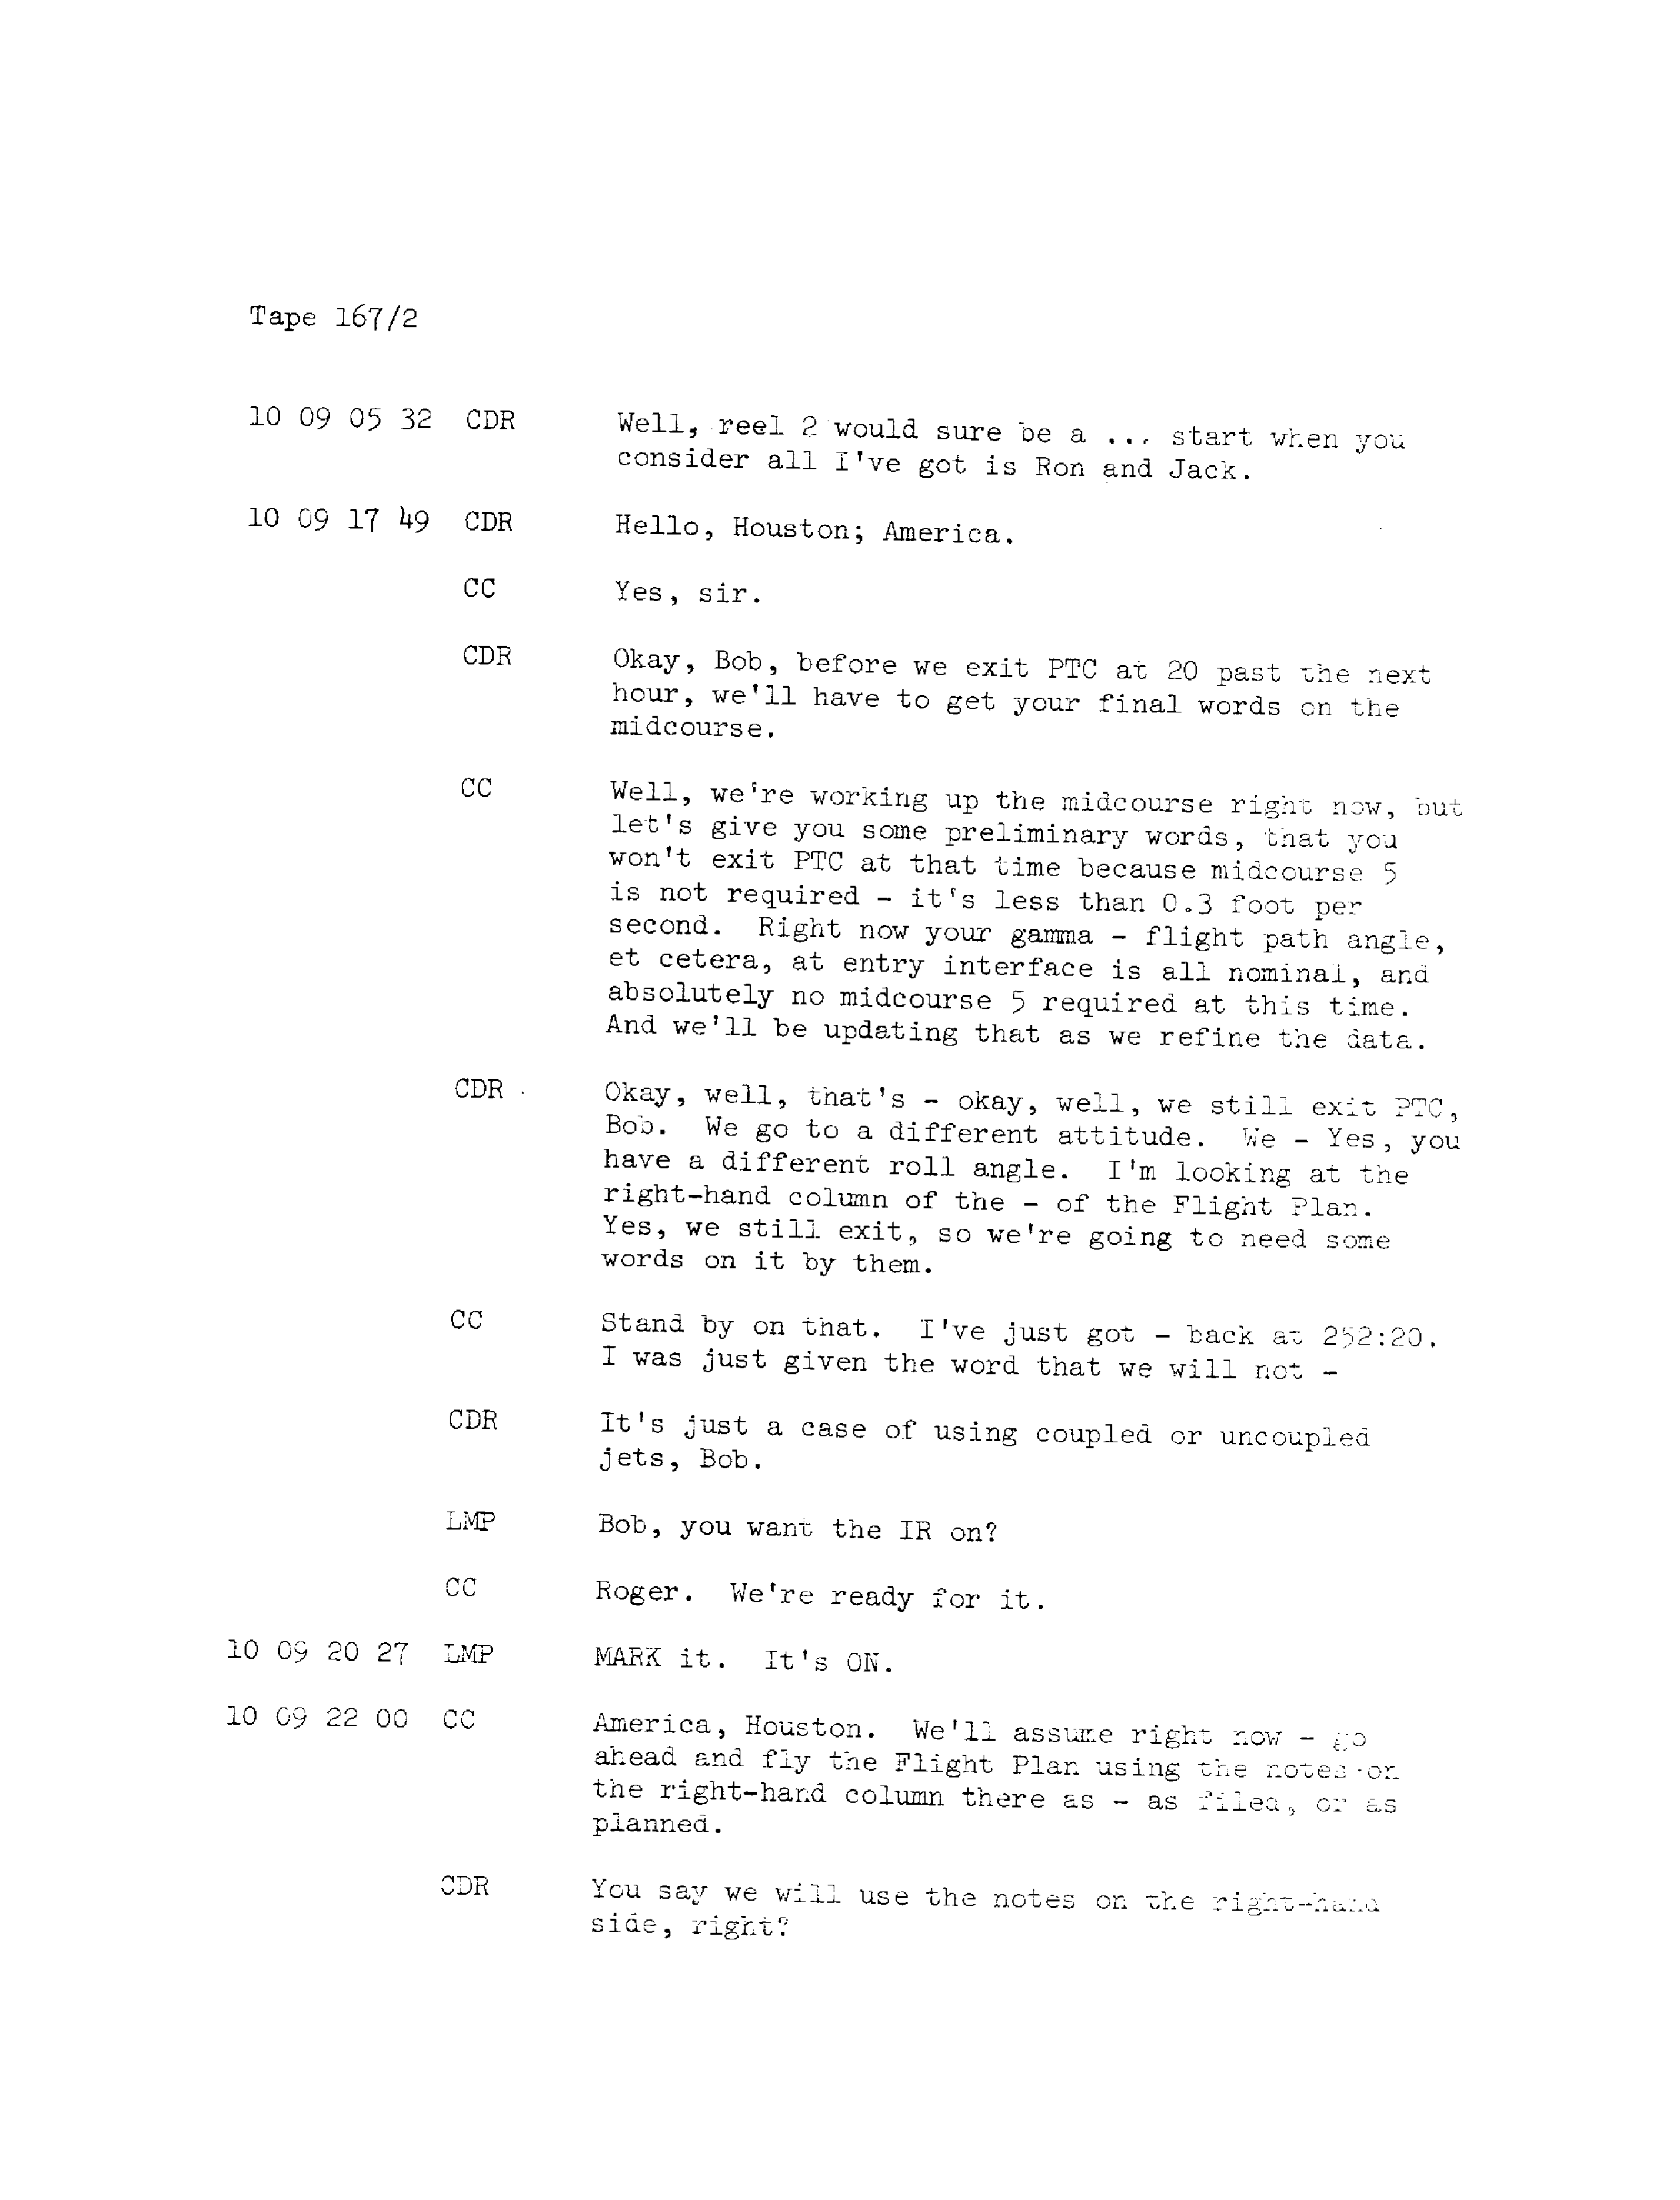 Tape 167/2
10 09 05 32 CDR Well, reel 2 would sure be a ... start when you
consider all I've got is Ron and Jack.
10 09 17 49 CDR Hello, Houston; America.
CC Yes, sir.
CDR Okay, Bob, before we exit PTC at 20 past the next
hour, we'll have to get your final words on the
midcourse.
CC Well, we're working up the midcourse right now, but
let's give you some preliminary words, that you
won't exit PTC at that time because midcourse 5
is not required - it's less than 0.3 foot per
second. Right now your gamma - flight path angle,
et cetera, at entry interface is all nominal, and
absolutely no midcourse 5 required at this time.
And we'll be updating that as we refine the data.
CDR Okay, well, that's - okay, well, we still exit PTC,
Bob. We go to a different attitude. We - Yes, you
have a different roll angle. I'm looking at the
right-hand column of the - of the Flight Plan.
Yes, we still exit, so we're going to need some
words on it by them.
CC Stand by on that. I've just got - back at 252:20.
I was just given the word that we will not -
CDR It's just a case of using coupled or uncoupled
jets, Bob.
LMP Bob, you want the IR on?
CC Roger. We're ready for it.
10 09 20 27 LMP MARK it. It's ON.
10 09 22 00 CC America, Houston. We'll assume right now - go
ahead and fly the Flight Plan using the notes on
the right-hand column there as - as filed, or as
planned.
CDR You say we will use the notes on the right-hand
side, right?